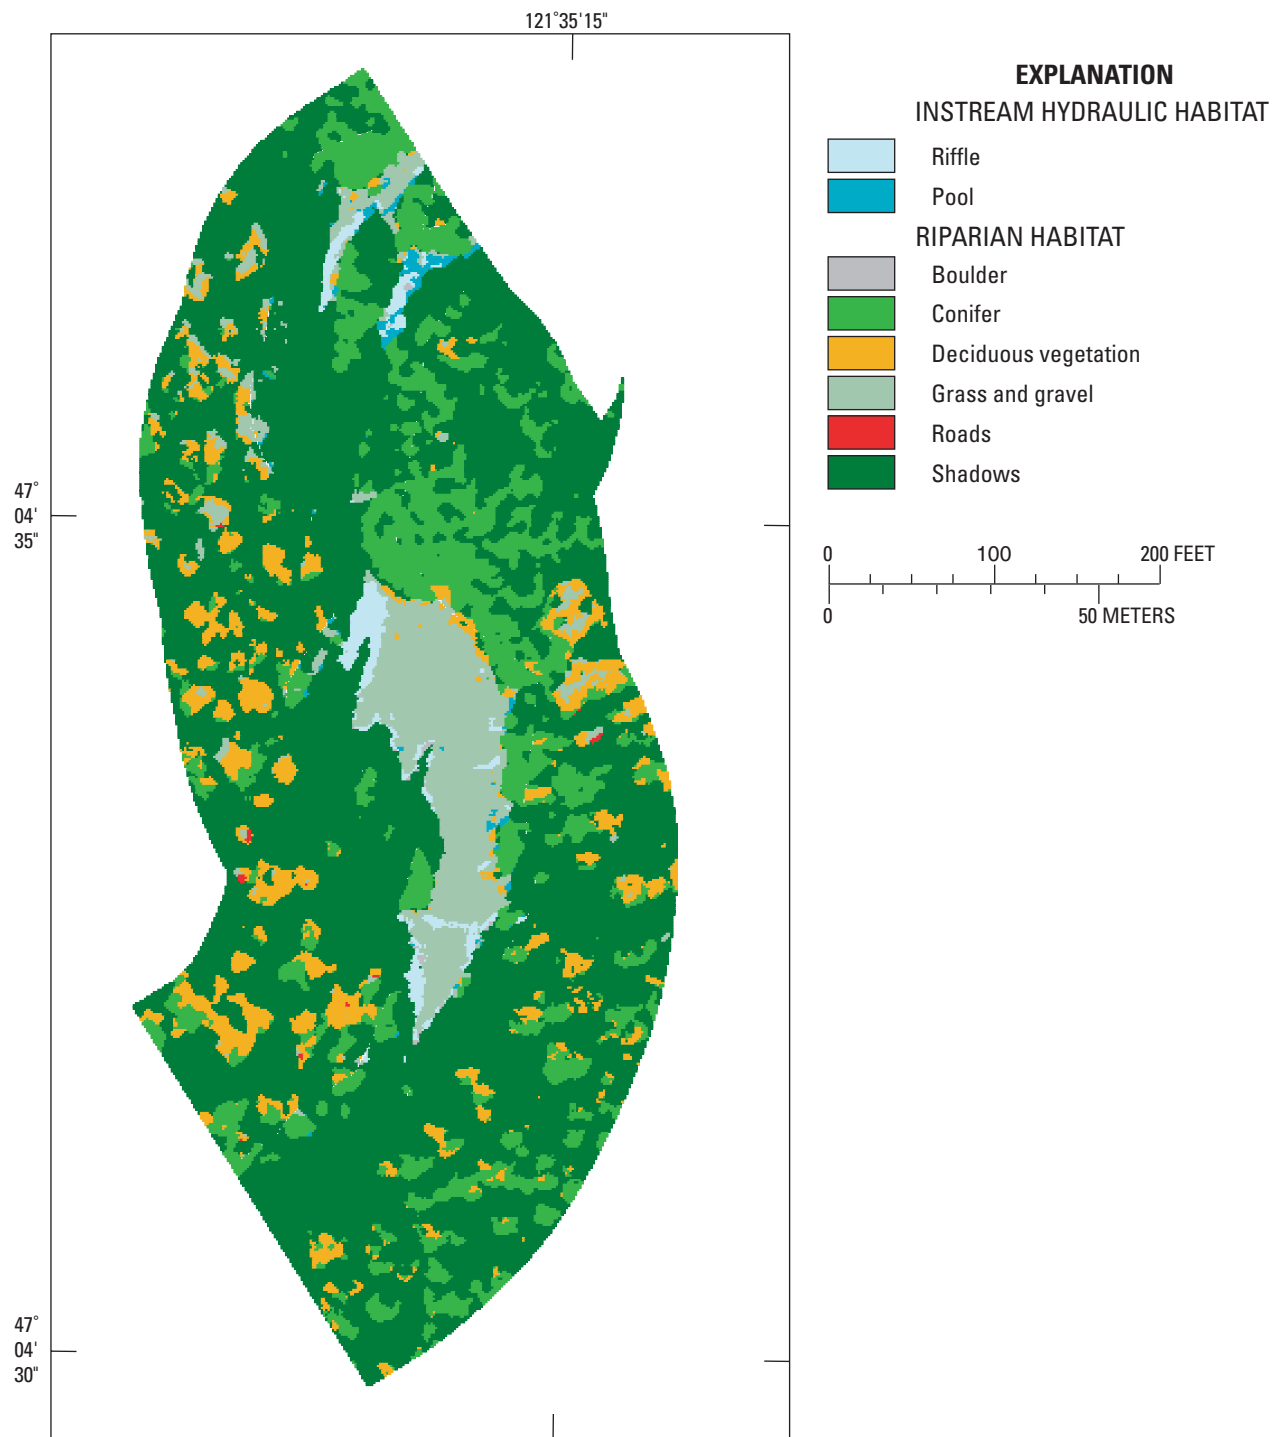 121°35'15"
EXPLANATION
INSTREAM HYDRAULIC HABITAT
Riffle
Pool
RIPARIAN HABITAT
Boulder
Conifer
Deciduous vegetation
Grass and gravel
Roads
Shadows
47°
04'
35"
0 100 200 FEET
0 50 METERS
47°
04'
30"